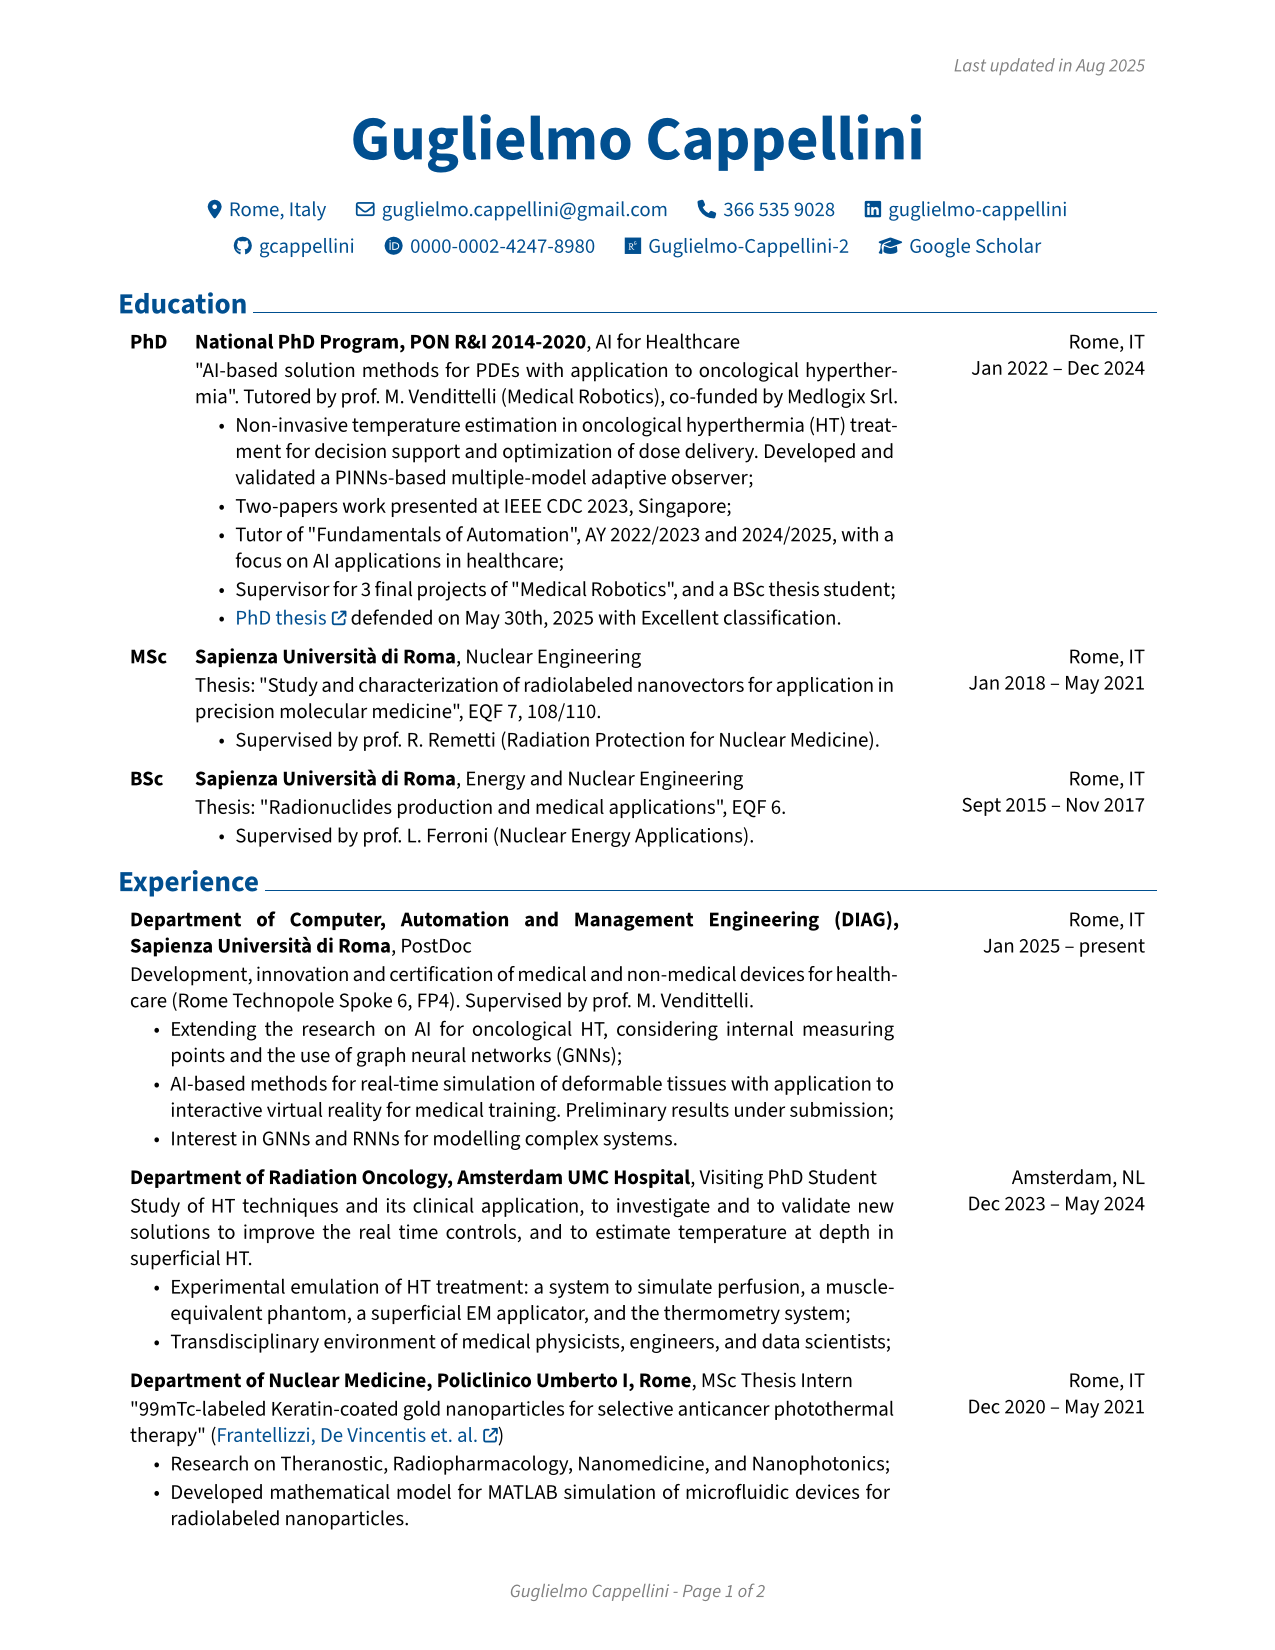 Last updated in Aug 2025
Guglielmo Cappellini
Rome, Italy guglielmo.cappellini@gmail.com 366 535 9028 guglielmo-cappellini
gcappellini 0000-0002-4247-8980 Guglielmo-Cappellini-2 Google Scholar
Education
PhD National PhD Program, PON R&I 2014-2020, AI for Healthcare Rome, IT
Jan 2022 – Dec 2024
"AI-based solution methods for PDEs with application to oncological hyperther-
mia". Tutored by prof. M. Vendittelli (Medical Robotics), co-funded by Medlogix Srl.
• Non-invasive temperature estimation in oncological hyperthermia (HT) treat-
ment for decision support and optimization of dose delivery. Developed and
validated a PINNs-based multiple-model adaptive observer;
• Two-papers work presented at IEEE CDC 2023, Singapore;
• Tutor of "Fundamentals of Automation", AY 2022/2023 and 2024/2025, with a
focus on AI applications in healthcare;
• Supervisor for 3 final projects of "Medical Robotics", and a BSc thesis student;
• PhD thesis defended on May 30th, 2025 with Excellent classification.
MSc Sapienza Università di Roma, Nuclear Engineering Rome, IT
Jan 2018 – May 2021
Thesis: "Study and characterization of radiolabeled nanovectors for application in
precision molecular medicine", EQF 7, 108/110.
• Supervised by prof. R. Remetti (Radiation Protection for Nuclear Medicine).
BSc Sapienza Università di Roma, Energy and Nuclear Engineering Rome, IT
Sept 2015 – Nov 2017
Thesis: "Radionuclides production and medical applications", EQF 6.
• Supervised by prof. L. Ferroni (Nuclear Energy Applications).
Experience
Department of Computer, Automation and Management Engineering (DIAG), Rome, IT
Sapienza Università di Roma, PostDoc Jan 2025 – present
Development, innovation and certification of medical and non-medical devices for health-
care (Rome Technopole Spoke 6, FP4). Supervised by prof. M. Vendittelli.
• Extending the research on AI for oncological HT, considering internal measuring
points and the use of graph neural networks (GNNs);
• AI-based methods for real-time simulation of deformable tissues with application to
interactive virtual reality for medical training. Preliminary results under submission;
• Interest in GNNs and RNNs for modelling complex systems.
Department of Radiation Oncology, Amsterdam UMC Hospital, Visiting PhD Student Amsterdam, NL
Dec 2023 – May 2024
Study of HT techniques and its clinical application, to investigate and to validate new
solutions to improve the real time controls, and to estimate temperature at depth in
superficial HT.
• Experimental emulation of HT treatment: a system to simulate perfusion, a muscle-
equivalent phantom, a superficial EM applicator, and the thermometry system;
• Transdisciplinary environment of medical physicists, engineers, and data scientists;
Department of Nuclear Medicine, Policlinico Umberto I, Rome, MSc Thesis Intern Rome, IT
Dec 2020 – May 2021
"99mTc-labeled Keratin-coated gold nanoparticles for selective anticancer photothermal
therapy" (Frantellizzi, De Vincentis et. al.)
• Research on Theranostic, Radiopharmacology, Nanomedicine, and Nanophotonics;
• Developed mathematical model for MATLAB simulation of microfluidic devices for
radiolabeled nanoparticles.
Guglielmo Cappellini - Page 1 of 2